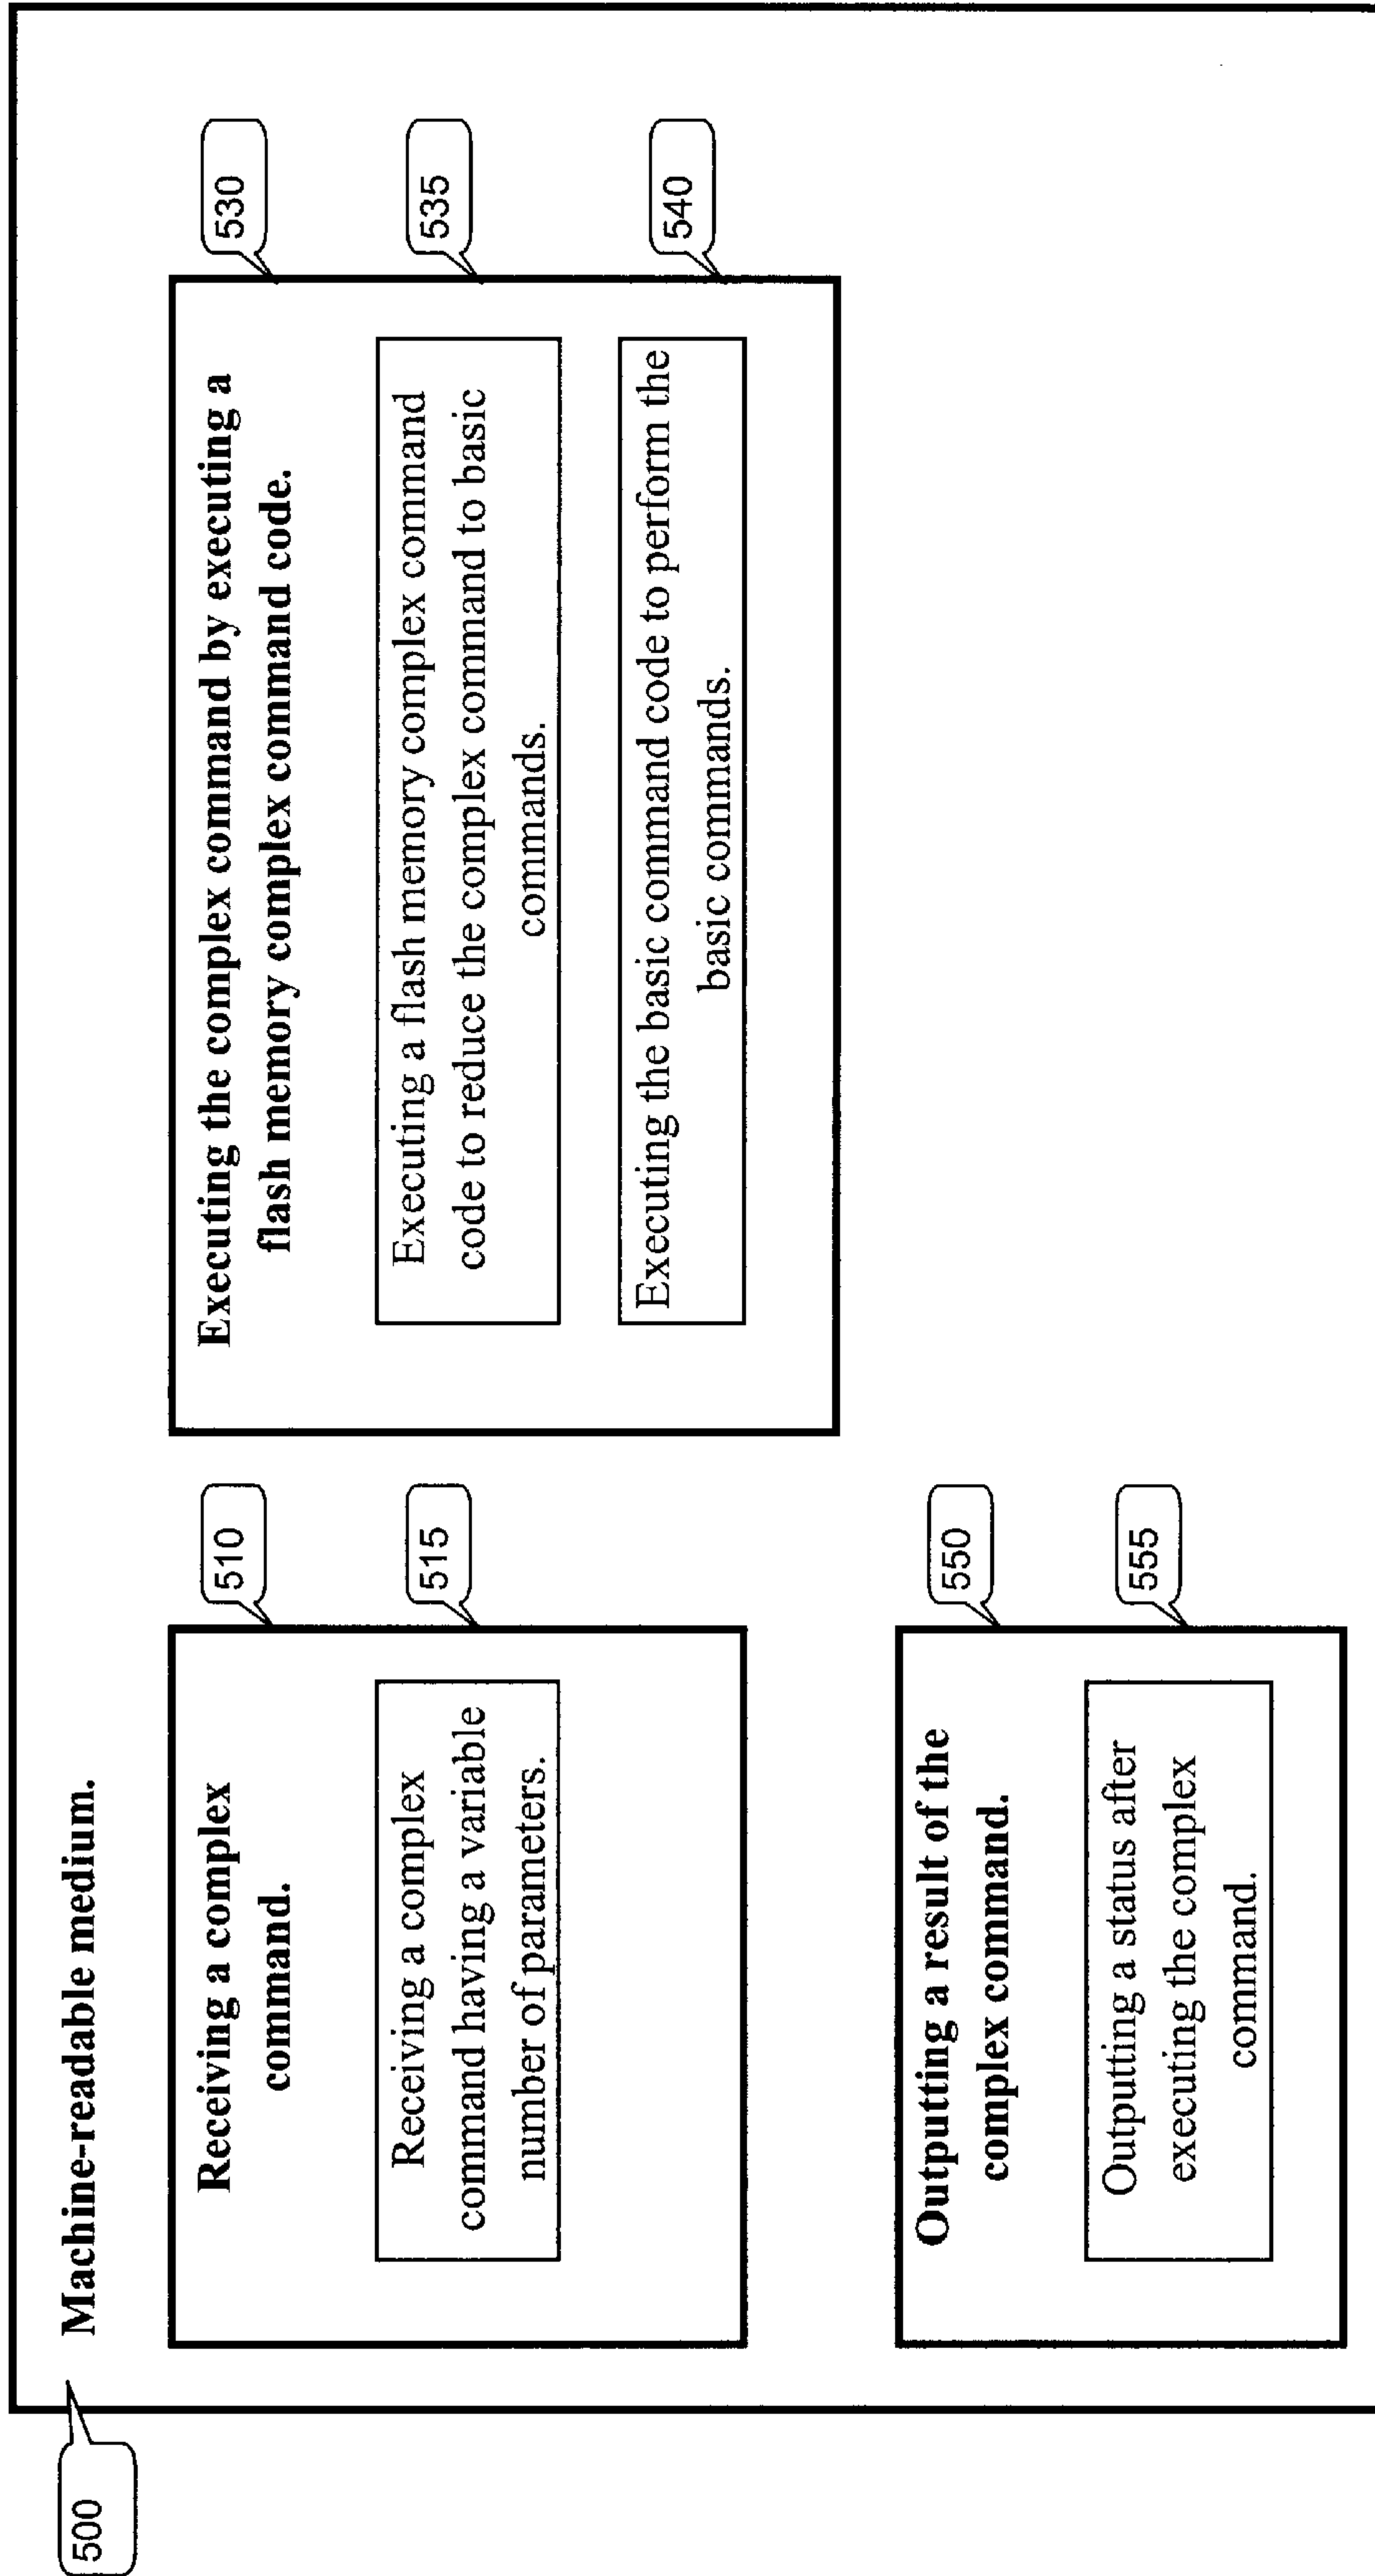 500
Machine-readable medium.
510
Receiving a complex
command.
515
Receiving a complex
command having a variable
number of parameters.
530
Executing the complex command by executing a
flash memory complex command code.
535
Executing a flash memory complex command
code to reduce the complex command to basic
commands.
540
Executing the basic command code to perform the
basic commands.
550
Outputting a result of the
complex command.
555
Outputting a status after
executing the complex
command.